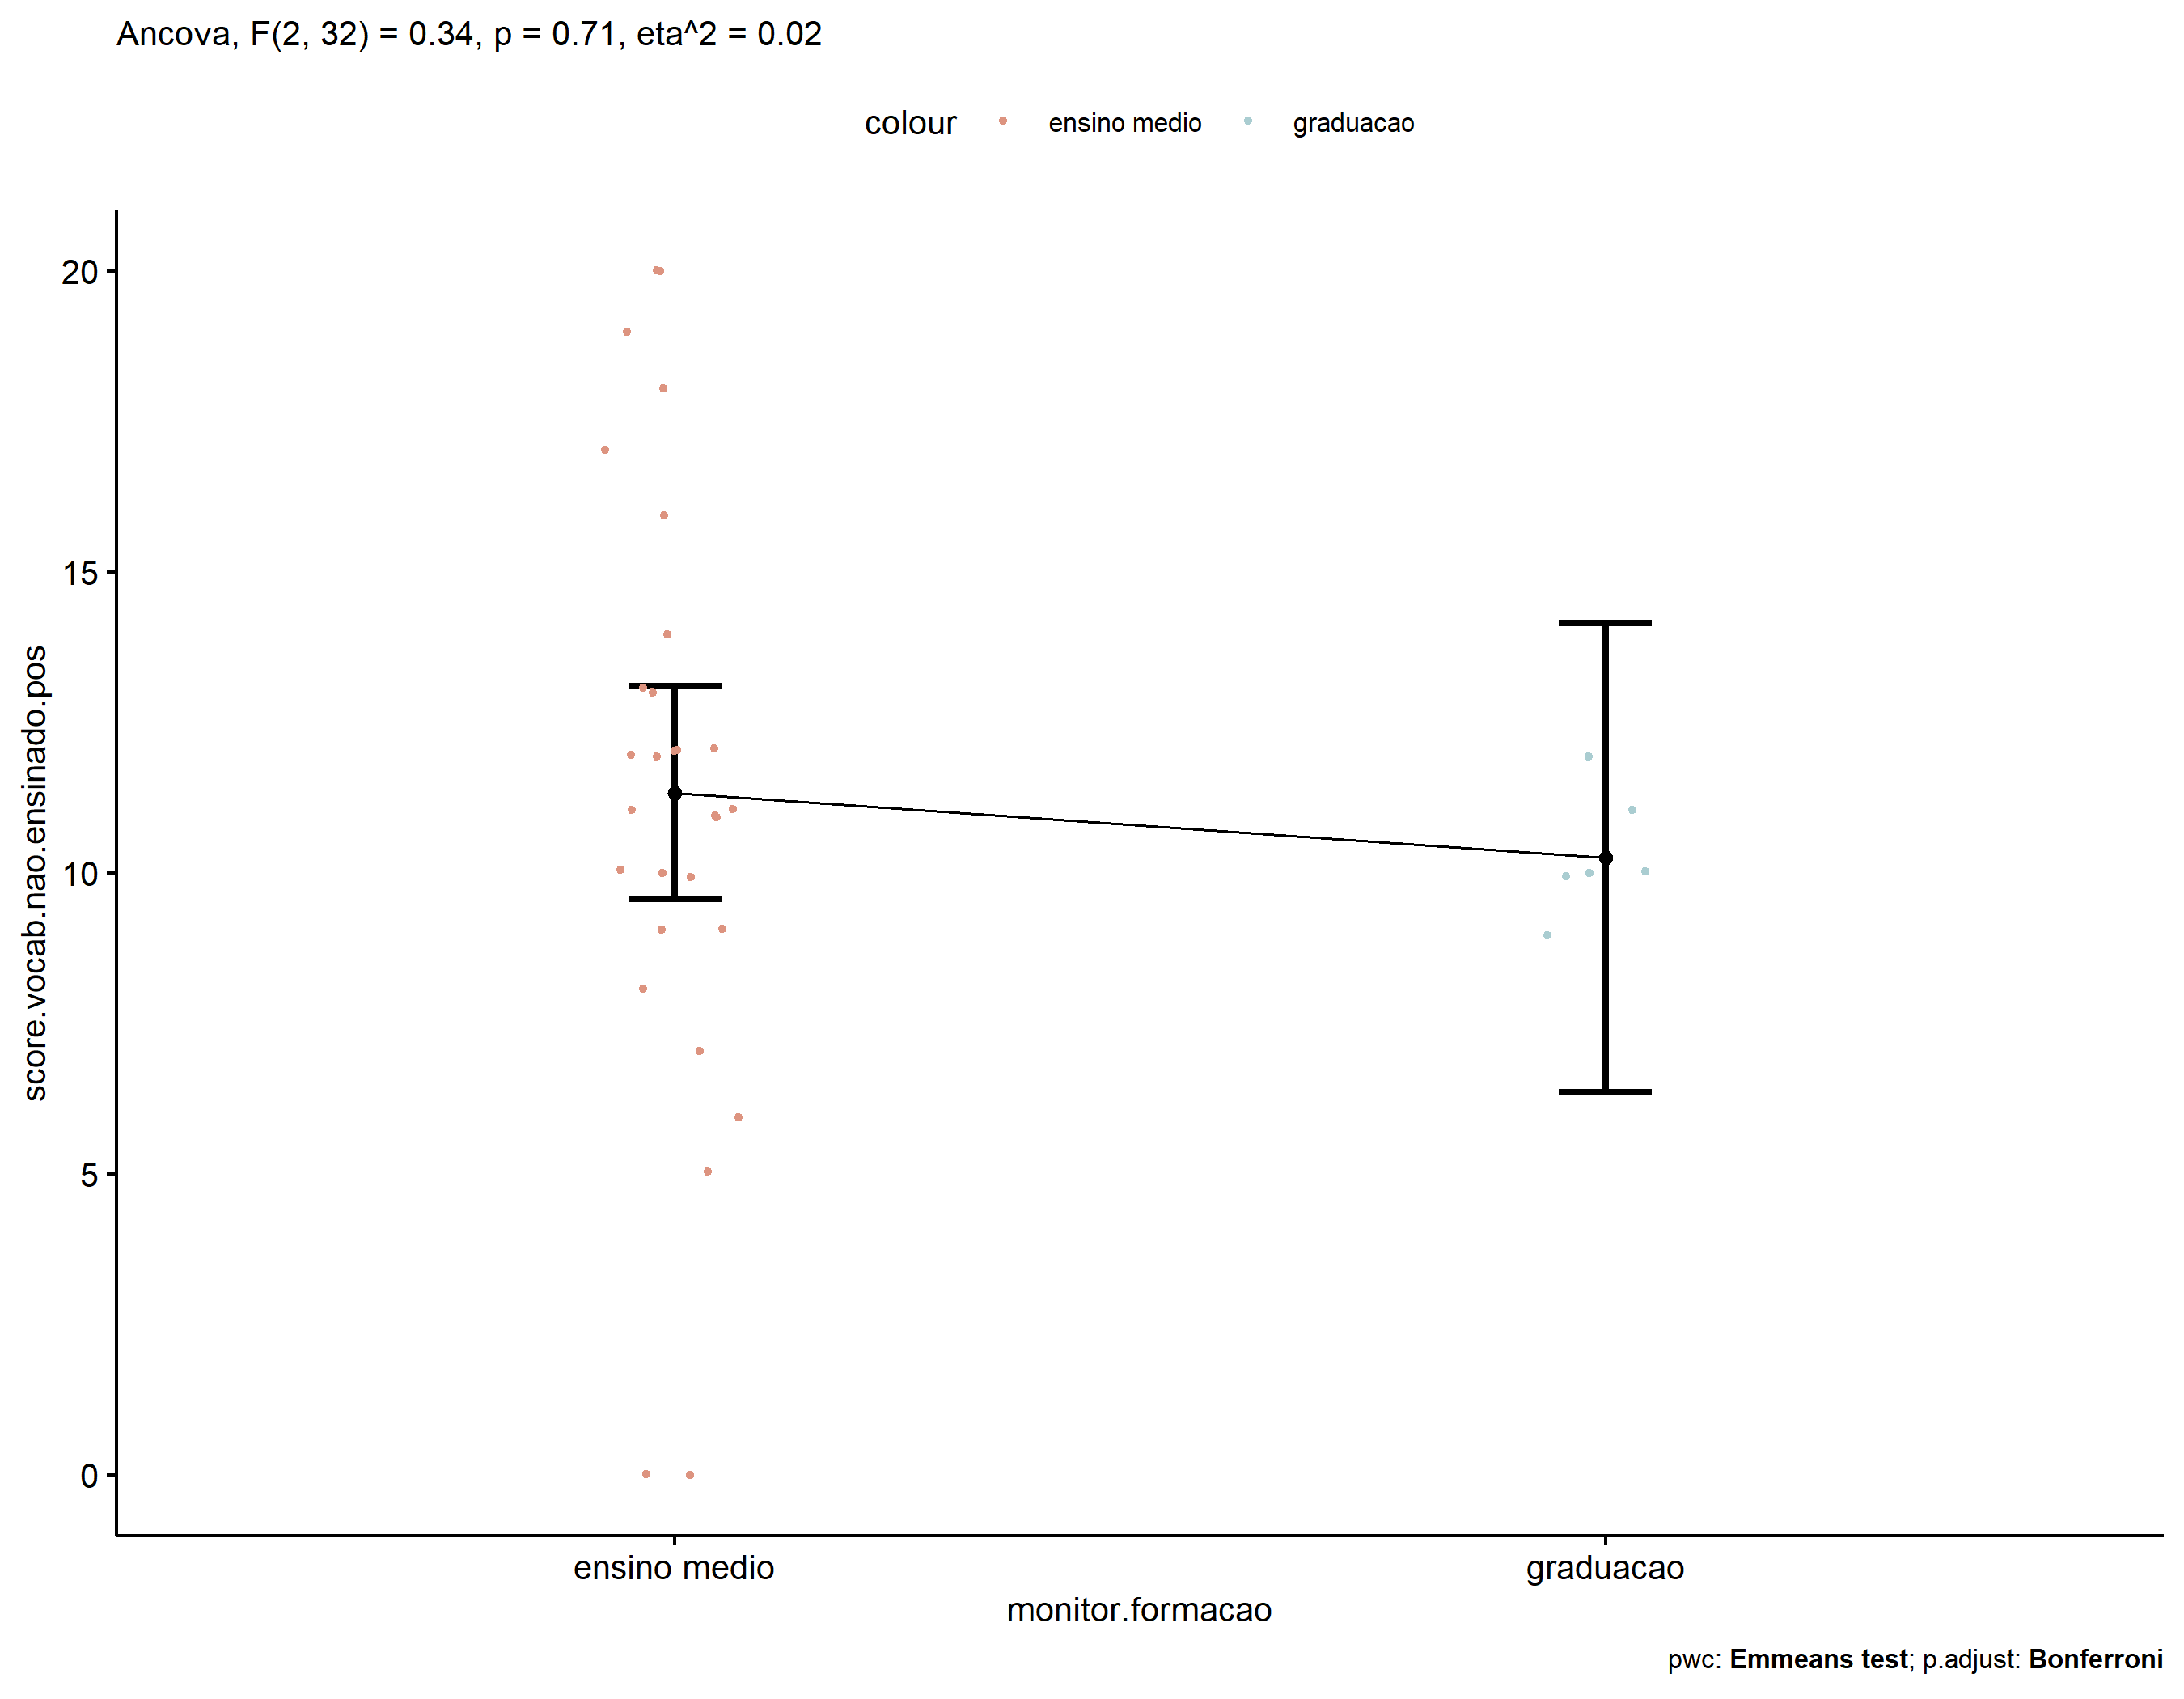 Ancova, F(2, 32) = 0.34, p = 0.71, eta^2 = 0.02
colour ensino medio graduacao
20
15
10
5
0
score.vocab.nao.ensinado.pos
ensino medio graduacao
monitor.formacao
pwc: Emmeans test; p.adjust: Bonferroni